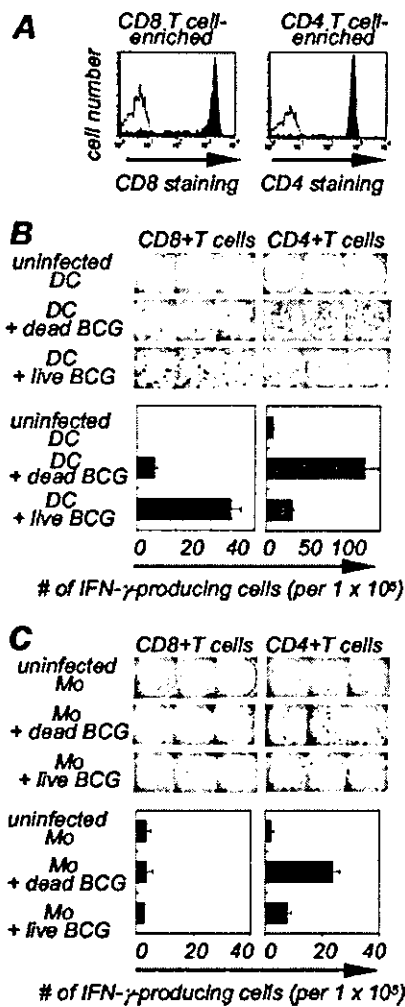 A
CD8 T cell-enriched
CD4 T cell-enriched
cell number
CD8 staining
CD4 staining
B
CD8+T cells
CD4+T cells
uninfected DC
DC + dead BCG
DC + live BCG
uninfected DC
DC + dead BCG
DC + live BCG
0 20 40
0 50 100
# of IFN-γ-producing cells (per 1 x 10⁵)
C
CD8+T cells
CD4+T cells
uninfected Mo
Mo + dead BCG
Mo + live BCG
uninfected Mo
Mo + dead BCG
Mo + live BCG
0 20 40
0 20 40
# of IFN-γ-producing cells (per 1 x 10⁵)